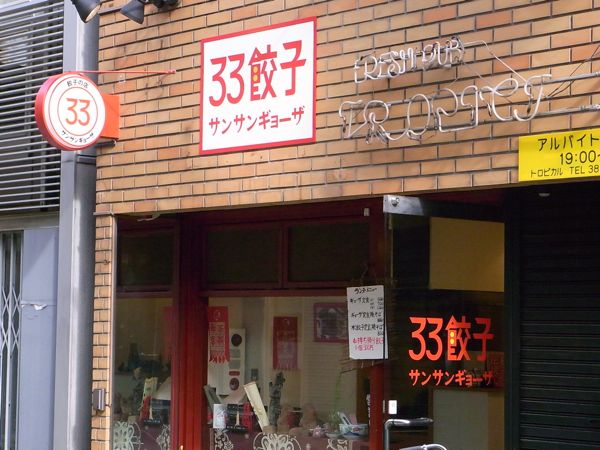 餃子の店
33
サンサンギョーザ
33餃子
サンサンギョーザ
FRESH PUB
TROPICAL
アルバイト
19:00~
トロピカル TEL 38
ランチメニュー
33餃子
サンサンギョーザ